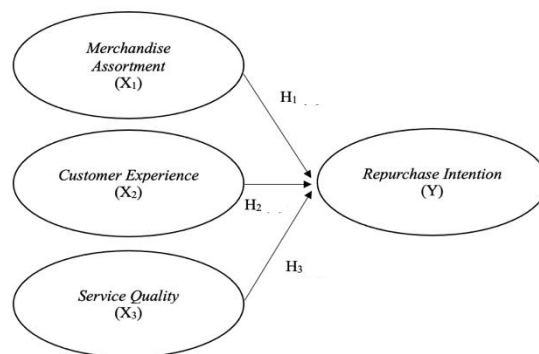 Merchandise
Assortment
(X₁)
H₁
Customer Experience
(X₂)
H₂
Repurchase Intention
(Y)
H₃
Service Quality
(X₃)